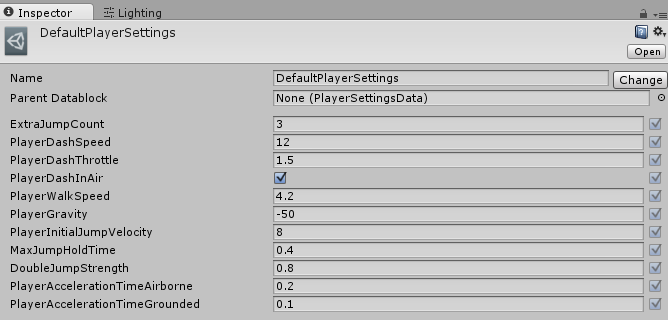 Inspector Lighting
DefaultPlayerSettings
Open
Name DefaultPlayerSettings Change
Parent Datablock None (PlayerSettingsData)
ExtraJumpCount 3
PlayerDashSpeed 12
PlayerDashThrottle 1.5
PlayerDashInAir
PlayerWalkSpeed 4.2
PlayerGravity -50
PlayerInitialJumpVelocity 8
MaxJumpHoldTime 0.4
DoubleJumpStrength 0.8
PlayerAccelerationTimeAirborne 0.2
PlayerAccelerationTimeGrounded 0.1